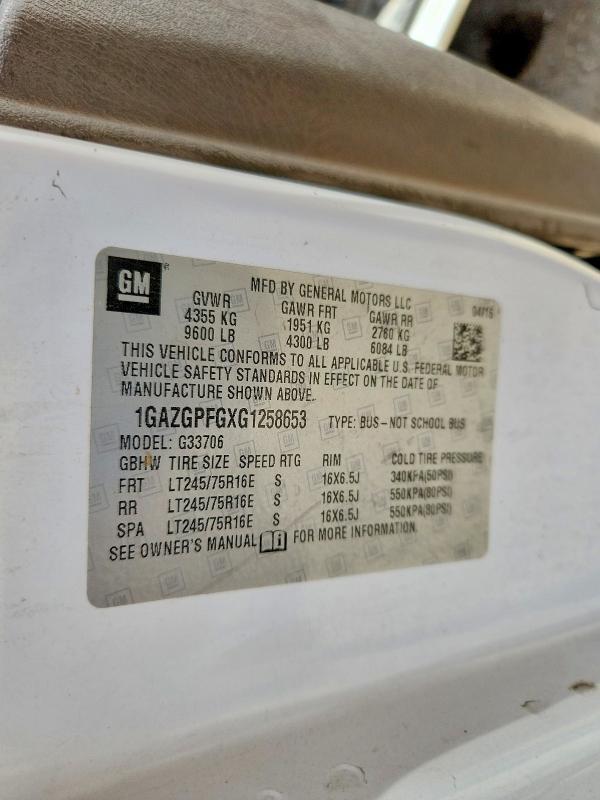 GM
MFD BY GENERAL MOTORS LLC
GVWR GAWR FRT GAWR RR
4355 KG 1951 KG 2760 KG
9600 LB 4300 LB 6084 LB
THIS VEHICLE CONFORMS TO ALL APPLICABLE U.S. FEDERAL MOTOR
VEHICLE SAFETY STANDARDS IN EFFECT ON THE DATE OF
MANUFACTURE SHOWN ABOVE.
1GAZGPFGXG1258653 TYPE: BUS-NOT SCHOOL BUS
MODEL: G33706
GBHW TIRE SIZE SPEED RTG RIM COLD TIRE PRESSURE
FRT LT245/75R16E S 16X6.5J 340KPA(50PSI)
RR LT245/75R16E S 16X6.5J 550KPA(80PSI)
SPA LT245/75R16E S 16X6.5J 550KPA(80PSI)
SEE OWNER'S MANUAL FOR MORE INFORMATION.